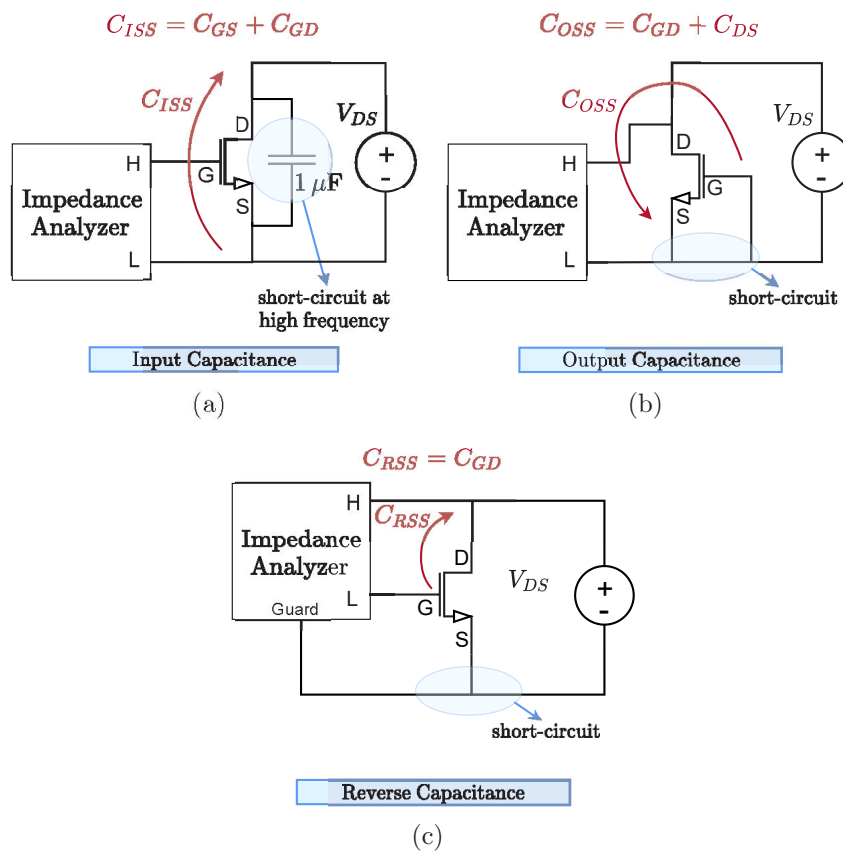 C_ISS = C_GS + C_GD
C_OSS = C_GD + C_DS
C_ISS
D
V_DS
H
G
1 μF
+
-
Impedance
Analyzer
S
L
short-circuit at
high frequency
Input Capacitance
(a)
C_OSS
V_DS
D
H
G
+
-
Impedance
Analyzer
S
L
short-circuit
Output Capacitance
(b)
C_RSS = C_GD
H
C_RSS
Impedance
Analyzer
D
V_DS
L
G
+
-
Guard
S
short-circuit
Reverse Capacitance
(c)